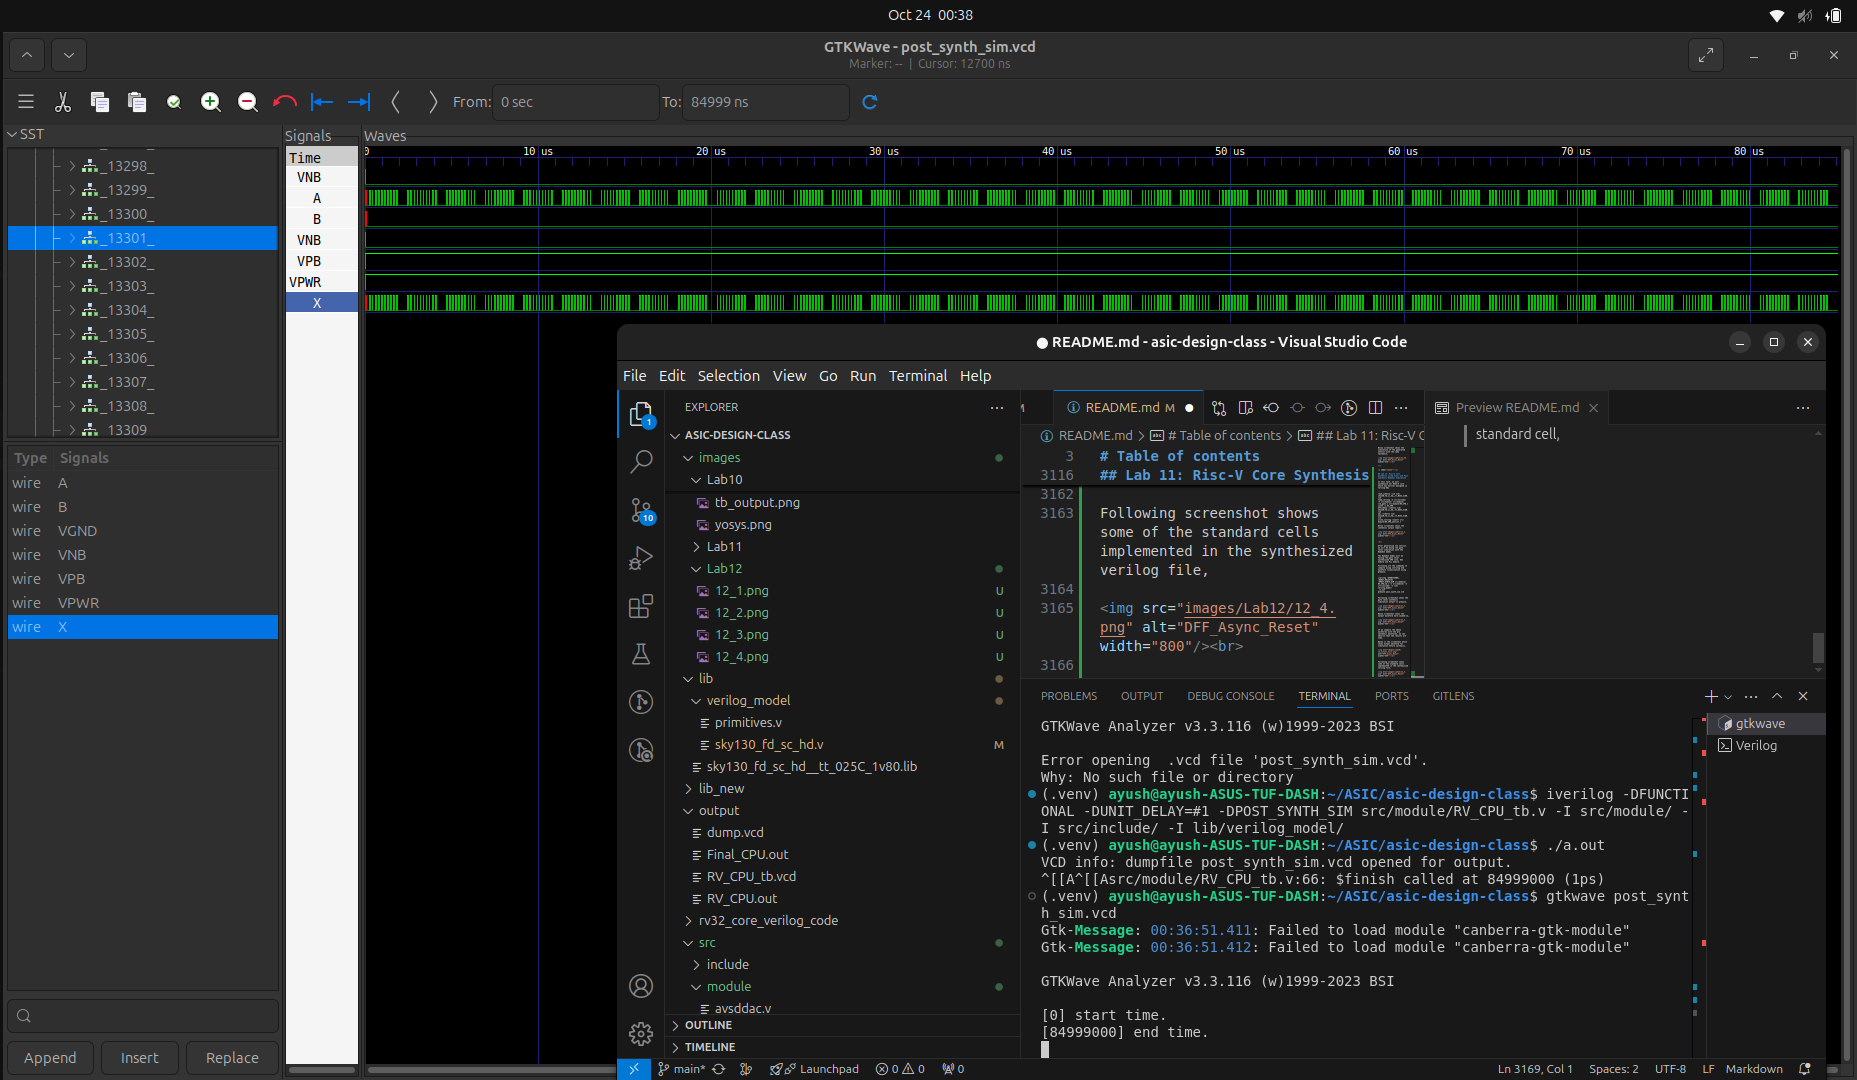 Oct 24 00:38
GTKWave - post_synth_sim.vcd
Marker: -- | Cursor: 12700 ns
From: 0 sec To: 84999 ns
SST
_13298_
_13299_
_13300_
_13301_
_13302_
_13303_
_13304_
_13305_
_13306_
_13307_
_13308_
13309
Type Signals
wire A
wire B
wire VGND
wire VNB
wire VPB
wire VPWR
wire X
Append Insert Replace
Signals
Time
VNB
A
B
VNB
VPB
VPWR
X
Waves
0 10 us 20 us 30 us 40 us 50 us 60 us 70 us 80 us
README.md - asic-design-class - Visual Studio Code
File Edit Selection View Go Run Terminal Help
1
10
EXPLORER
ASIC-DESIGN-CLASS
images
Lab10
tb_output.png
yosys.png
Lab11
Lab12
12_1.png U
12_2.png U
12_3.png U
12_4.png U
lib
verilog_model
primitives.v
sky130_fd_sc_hd.v M
sky130_fd_sc_hd__tt_025C_1v80.lib
lib_new
output
dump.vcd
Final_CPU.out
RV_CPU_tb.vcd
RV_CPU.out
rv32_core_verilog_code
src
include
module
avsddac.v
OUTLINE
TIMELINE
README.md M
README.md > # Table of contents > ## Lab 11: Risc-V C
3 # Table of contents
3116 ## Lab 11: Risc-V Core Synthesis
3162
3163 Following screenshot shows
some of the standard cells
implemented in the synthesized
verilog file,
3164
3165 <img src="images/Lab12/12_4.
png" alt="DFF_Async_Reset"
width="800"/><br>
3166
Preview README.md
standard cell,
PROBLEMS OUTPUT DEBUG CONSOLE TERMINAL PORTS GITLENS
GTKWave Analyzer v3.3.116 (w)1999-2023 BSI
Error opening  .vcd file 'post_synth_sim.vcd'.
Why: No such file or directory
(.venv) ayush@ayush-ASUS-TUF-DASH:~/ASIC/asic-design-class$ iverilog -DFUNCTI
ONAL -DUNIT_DELAY=#1 -DPOST_SYNTH_SIM src/module/RV_CPU_tb.v -I src/module/ -
I src/include/ -I lib/verilog_model/
(.venv) ayush@ayush-ASUS-TUF-DASH:~/ASIC/asic-design-class$ ./a.out
VCD info: dumpfile post_synth_sim.vcd opened for output.
^[[A^[[Asrc/module/RV_CPU_tb.v:66: $finish called at 84999000 (1ps)
(.venv) ayush@ayush-ASUS-TUF-DASH:~/ASIC/asic-design-class$ gtkwave post_synt
h_sim.vcd
Gtk-Message: 00:36:51.411: Failed to load module "canberra-gtk-module"
Gtk-Message: 00:36:51.412: Failed to load module "canberra-gtk-module"
GTKWave Analyzer v3.3.116 (w)1999-2023 BSI
[0] start time.
[84999000] end time.
gtkwave
Verilog
main* Launchpad 0 0 0 Ln 3169, Col 1 Spaces: 2 UTF-8 LF Markdown